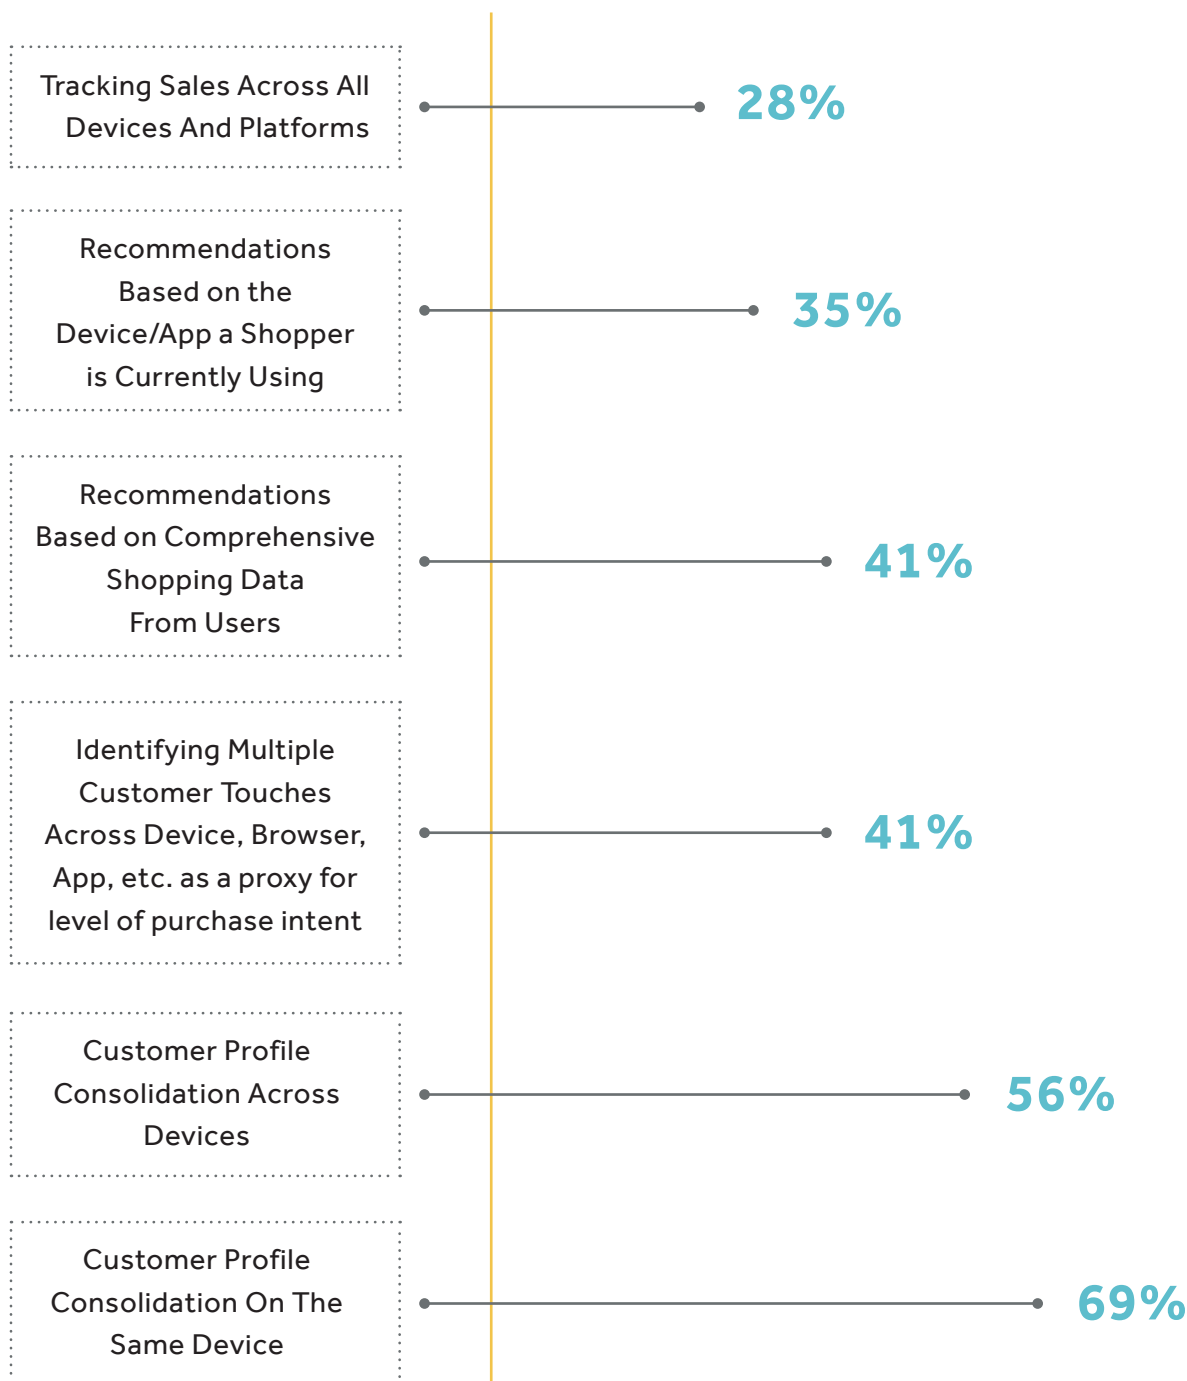 Tracking Sales Across All
Devices And Platforms
28%
Recommendations
Based on the
Device/App a Shopper
is Currently Using
35%
Recommendations
Based on Comprehensive
Shopping Data
From Users
41%
Identifying Multiple
Customer Touches
Across Device, Browser,
App, etc. as a proxy for
level of purchase intent
41%
Customer Profile
Consolidation Across
Devices
56%
Customer Profile
Consolidation On The
Same Device
69%